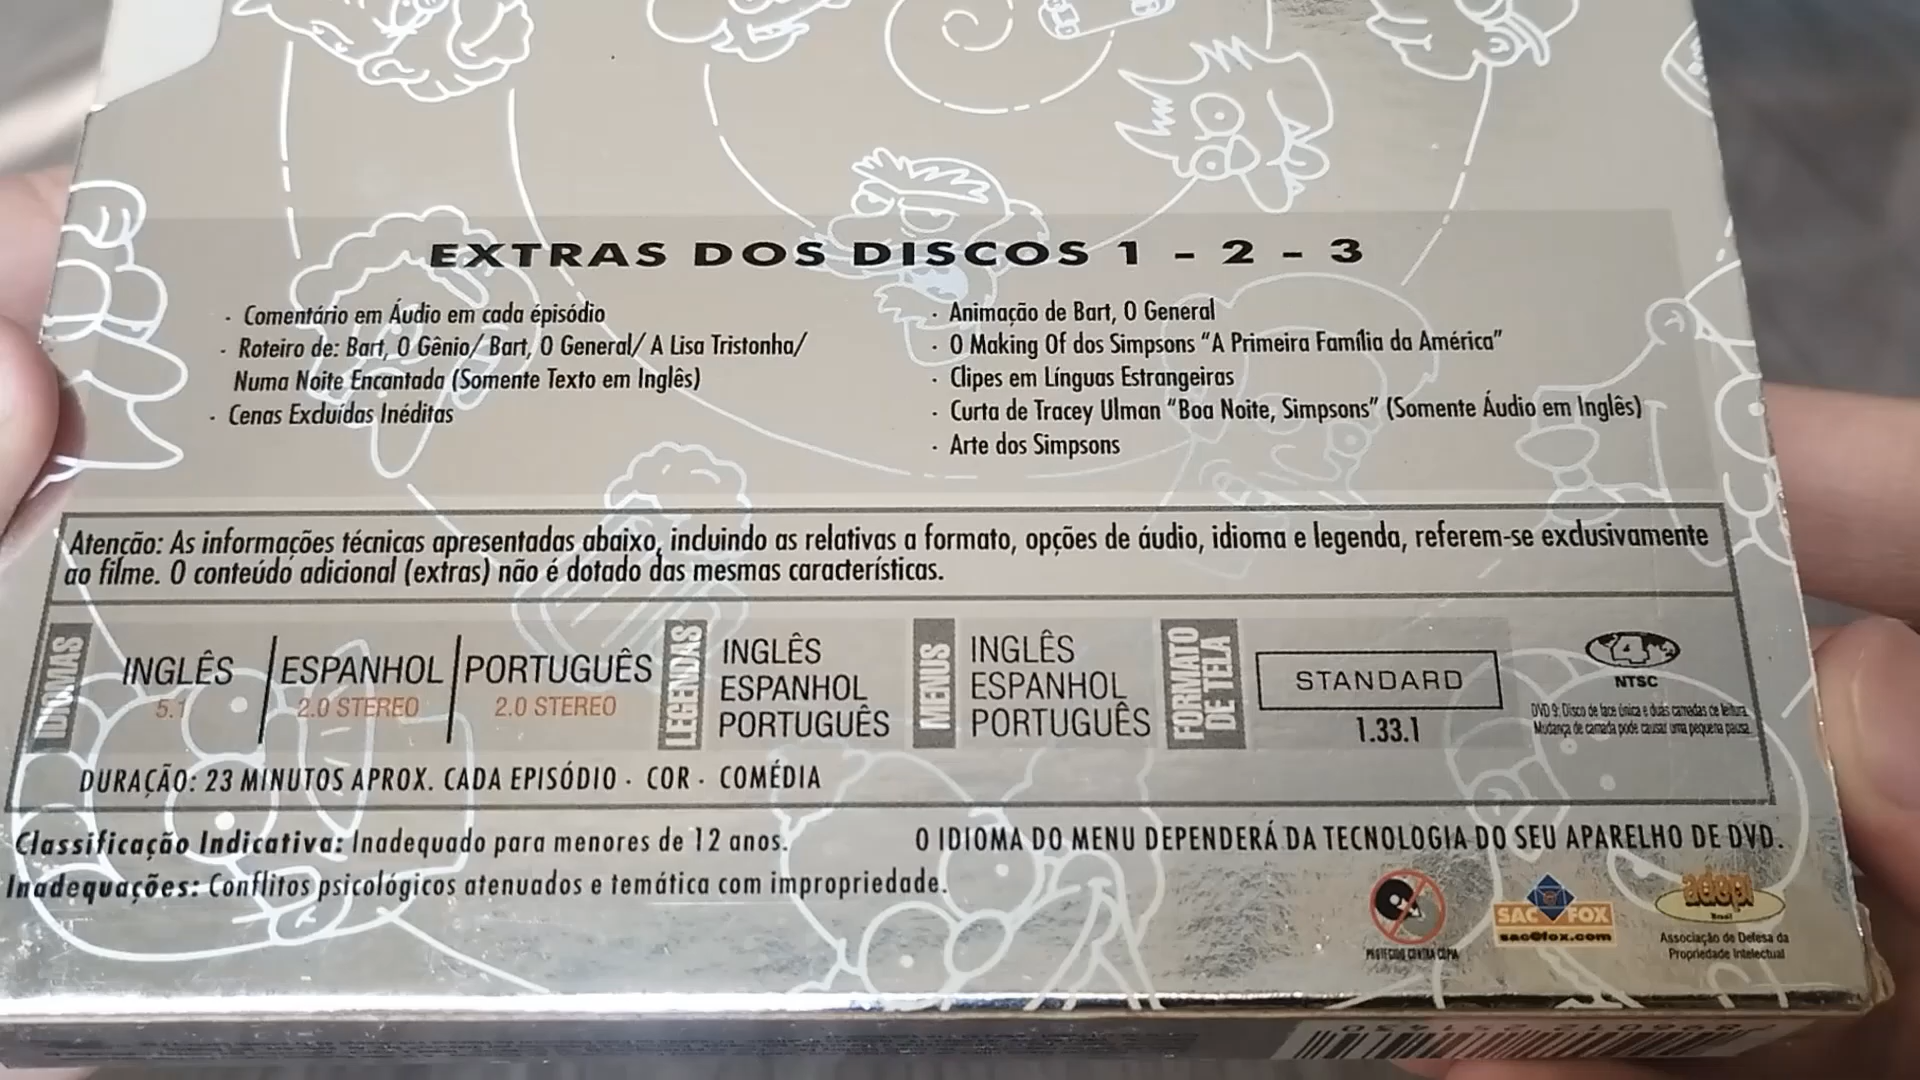 EXTRAS DOS DISCOS 1 - 2 - 3
· Comentário em Áudio em cada épisódio
· Roteiro de: Bart, O Gênio/ Bart, O General/ A Lisa Tristonha/
Numa Noite Encantada (Somente Texto em Inglês)
· Cenas Excluídas Inéditas
· Animação de Bart, O General
· O Making Of dos Simpsons "A Primeira Família da América"
· Clipes em Línguas Estrangeiras
· Curta de Tracey Ulman "Boa Noite, Simpsons" (Somente Áudio em Inglês)
· Arte dos Simpsons
Atenção: As informações técnicas apresentadas abaixo, incluindo as relativas a formato, opções de áudio, idioma e legenda, referem-se exclusivamente
ao filme. O conteúdo adicional (extras) não é dotado das mesmas características.
IDIOMAS
INGLÊS
5.1
ESPANHOL
2.0 STEREO
PORTUGUÊS
2.0 STEREO
LEGENDAS
INGLÊS
ESPANHOL
PORTUGUÊS
MENUS
INGLÊS
ESPANHOL
PORTUGUÊS
FORMATO
DE TELA
STANDARD
1.33.1
4
NTSC
DVD 9: Disco de face única e duas camadas de leitura.
Mudança de camada pode causar uma pequena pausa.
DURAÇÃO: 23 MINUTOS APROX. CADA EPISÓDIO · COR · COMÉDIA
Classificação Indicativa: Inadequado para menores de 12 anos.
O IDIOMA DO MENU DEPENDERÁ DA TECNOLOGIA DO SEU APARELHO DE DVD.
Inadequações: Conflitos psicológicos atenuados e temática com impropriedade.
PROTEGIDO CONTRA CÓPIA
SAC FOX
sac@fox.com
adepi
Brasil
Associação de Defesa da
Propriedade Intelectual